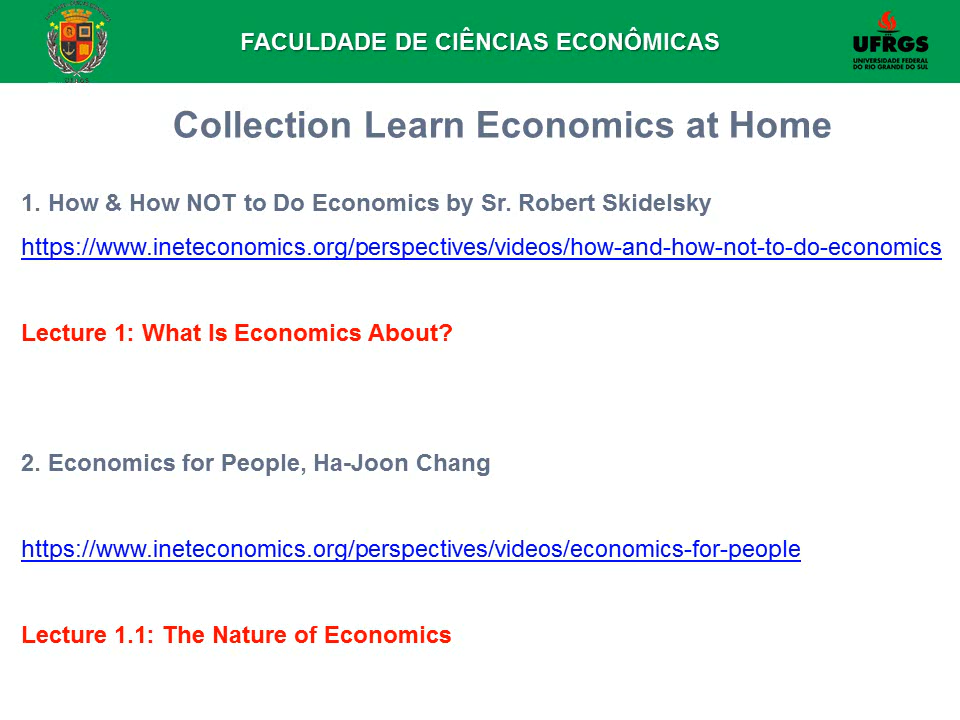 FACULDADE DE CIÊNCIAS ECONÔMICAS
UFRGS
UNIVERSIDADE FEDERAL
DO RIO GRANDE DO SUL
Collection Learn Economics at Home
1. How & How NOT to Do Economics by Sr. Robert Skidelsky
https://www.ineteconomics.org/perspectives/videos/how-and-how-not-to-do-economics
Lecture 1: What Is Economics About?
2. Economics for People, Ha-Joon Chang
https://www.ineteconomics.org/perspectives/videos/economics-for-people
Lecture 1.1: The Nature of Economics